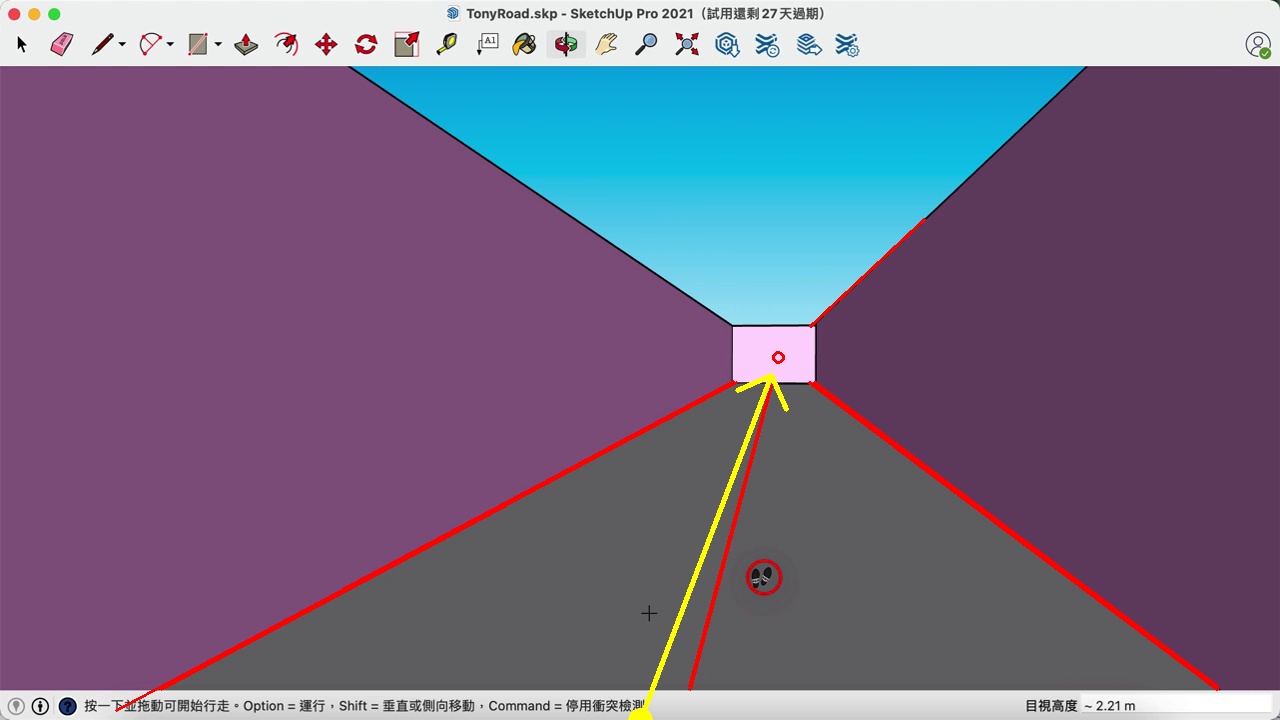 TonyRoad.skp - SketchUp Pro 2021（試用還剩 27 天過期）
A1
按一下並拖動可開始行走。Option = 運行，Shift = 垂直或側向移動，Command = 停用衝突檢測
目視高度 ~ 2.21 m